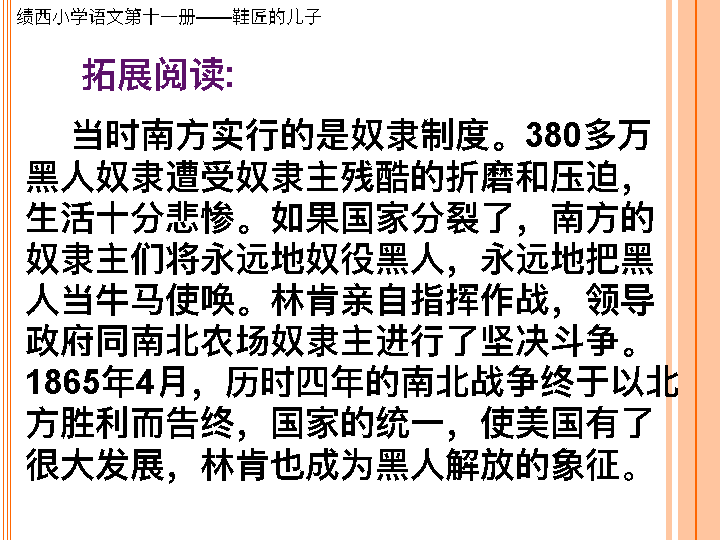 绩西小学语文第十一册——鞋匠的儿子
拓展阅读:
当时南方实行的是奴隶制度。380多万
黑人奴隶遭受奴隶主残酷的折磨和压迫，
生活十分悲惨。如果国家分裂了，南方的
奴隶主们将永远地奴役黑人，永远地把黑
人当牛马使唤。林肯亲自指挥作战，领导
政府同南北农场奴隶主进行了坚决斗争。
1865年4月，历时四年的南北战争终于以北
方胜利而告终，国家的统一，使美国有了
很大发展，林肯也成为黑人解放的象征。